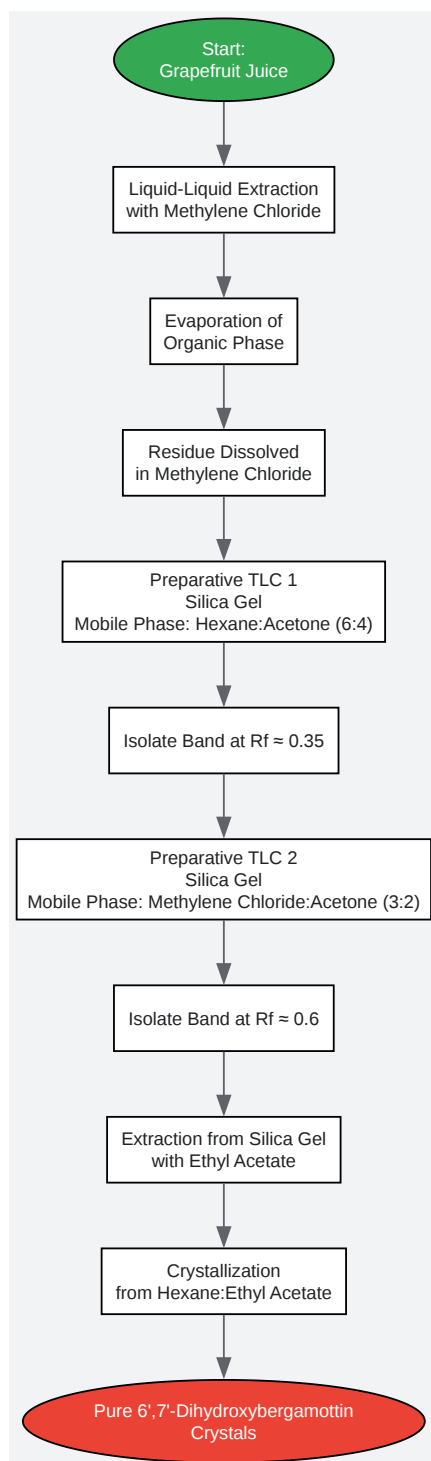 Start:
Grapefruit Juice
Liquid-Liquid Extraction
with Methylene Chloride
Evaporation of
Organic Phase
Residue Dissolved
in Methylene Chloride
Preparative TLC 1
Silica Gel
Mobile Phase: Hexane:Acetone (6:4)
Isolate Band at Rf ≈ 0.35
Preparative TLC 2
Silica Gel
Mobile Phase: Methylene Chloride:Acetone (3:2)
Isolate Band at Rf ≈ 0.6
Extraction from Silica Gel
with Ethyl Acetate
Crystallization
from Hexane:Ethyl Acetate
Pure 6',7'-Dihydroxybergamottin
Crystals